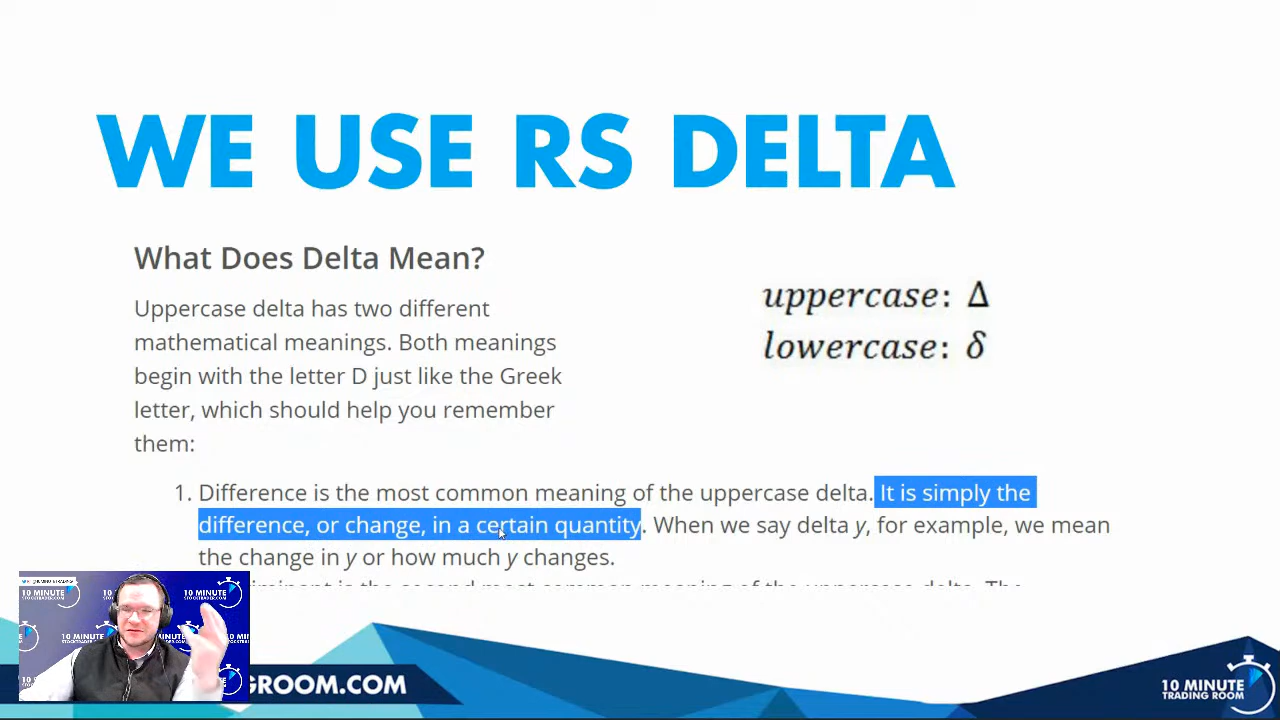 WE USE RS DELTA
What Does Delta Mean?
Uppercase delta has two different
mathematical meanings. Both meanings
begin with the letter D just like the Greek
letter, which should help you remember
them:
uppercase: Δ
lowercase: δ
1. Difference is the most common meaning of the uppercase delta. It is simply the
difference, or change, in a certain quantity. When we say delta y, for example, we mean
the change in y or how much y changes.
10 MINUTE
STOCKTRADER.COM
10 MINUTE
GROOM.COM
10 MINUTE
TRADING ROOM